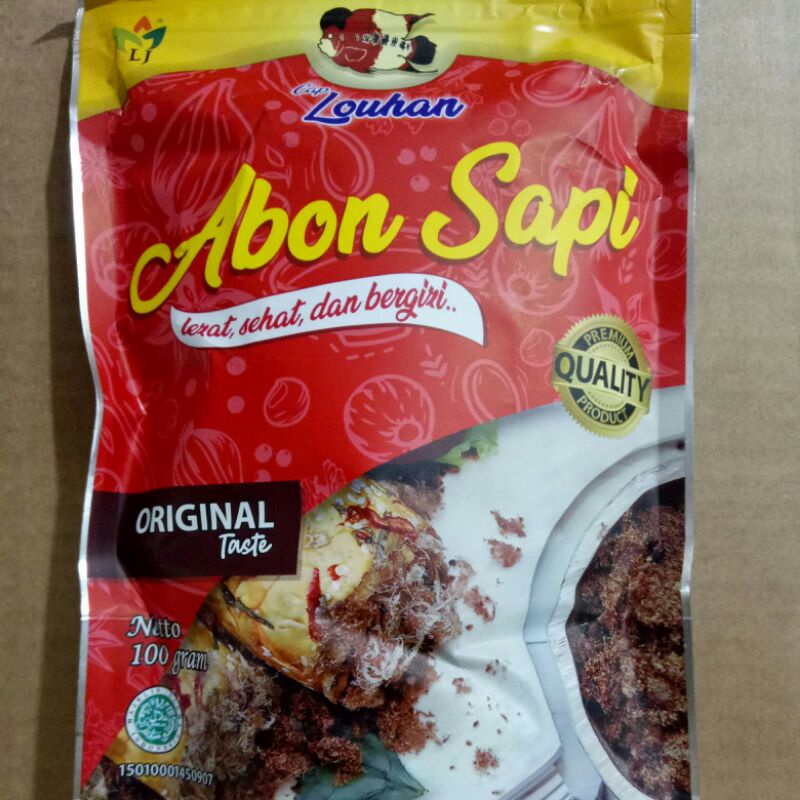 LJ
Cap
Louhan
Abon Sapi
lezat, sehat, dan bergizi..
PREMIUM
QUALITY
PRODUCT
ORIGINAL
Taste
Netto
100 gram
15010001450907